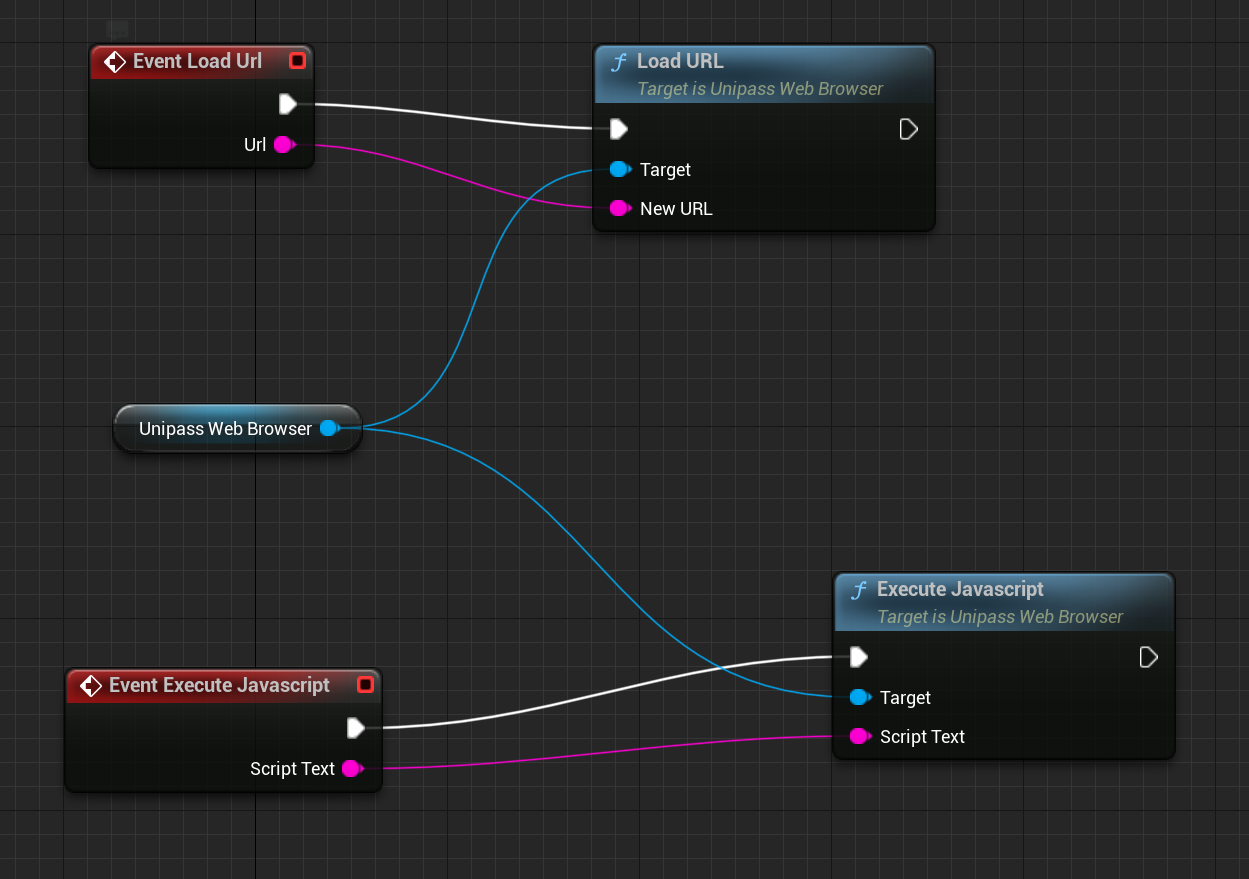 Event Load Url
Url
Load URL
Target is Unipass Web Browser
Target
New URL
Unipass Web Browser
Execute Javascript
Target is Unipass Web Browser
Target
Script Text
Event Execute Javascript
Script Text